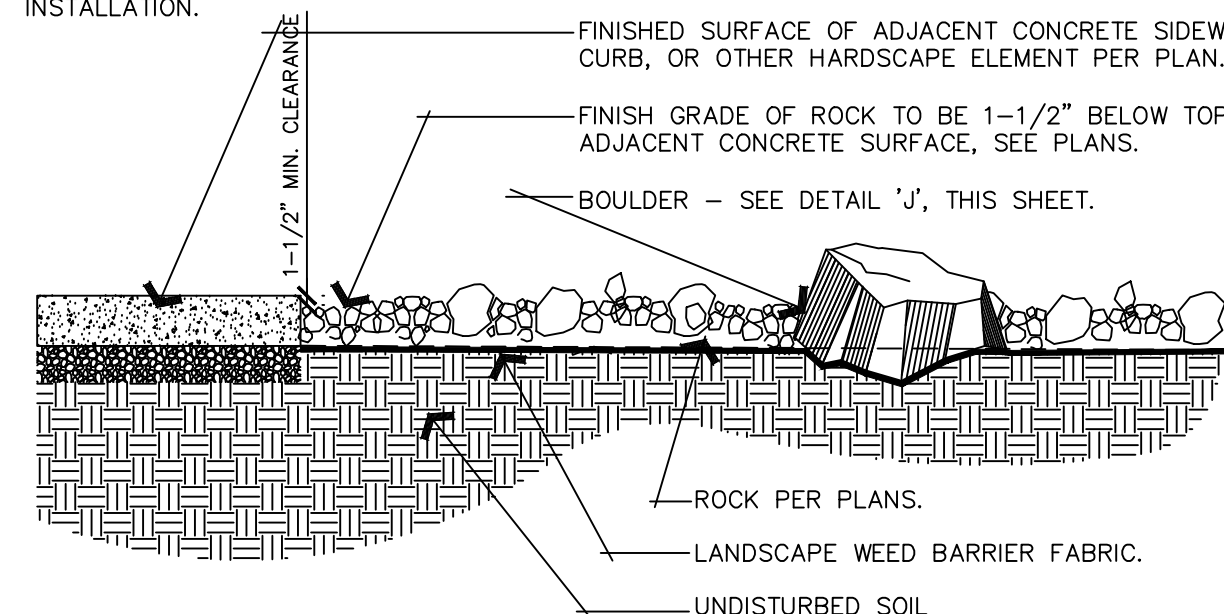 INSTALLATION.
FINISHED SURFACE OF ADJACENT CONCRETE SIDEW
CURB, OR OTHER HARDSCAPE ELEMENT PER PLAN.
1-1/2" MIN. CLEARANCE
FINISH GRADE OF ROCK TO BE 1-1/2" BELOW TOP
ADJACENT CONCRETE SURFACE, SEE PLANS.
BOULDER – SEE DETAIL 'J', THIS SHEET.
ROCK PER PLANS.
LANDSCAPE WEED BARRIER FABRIC.
UNDISTURBED SOIL